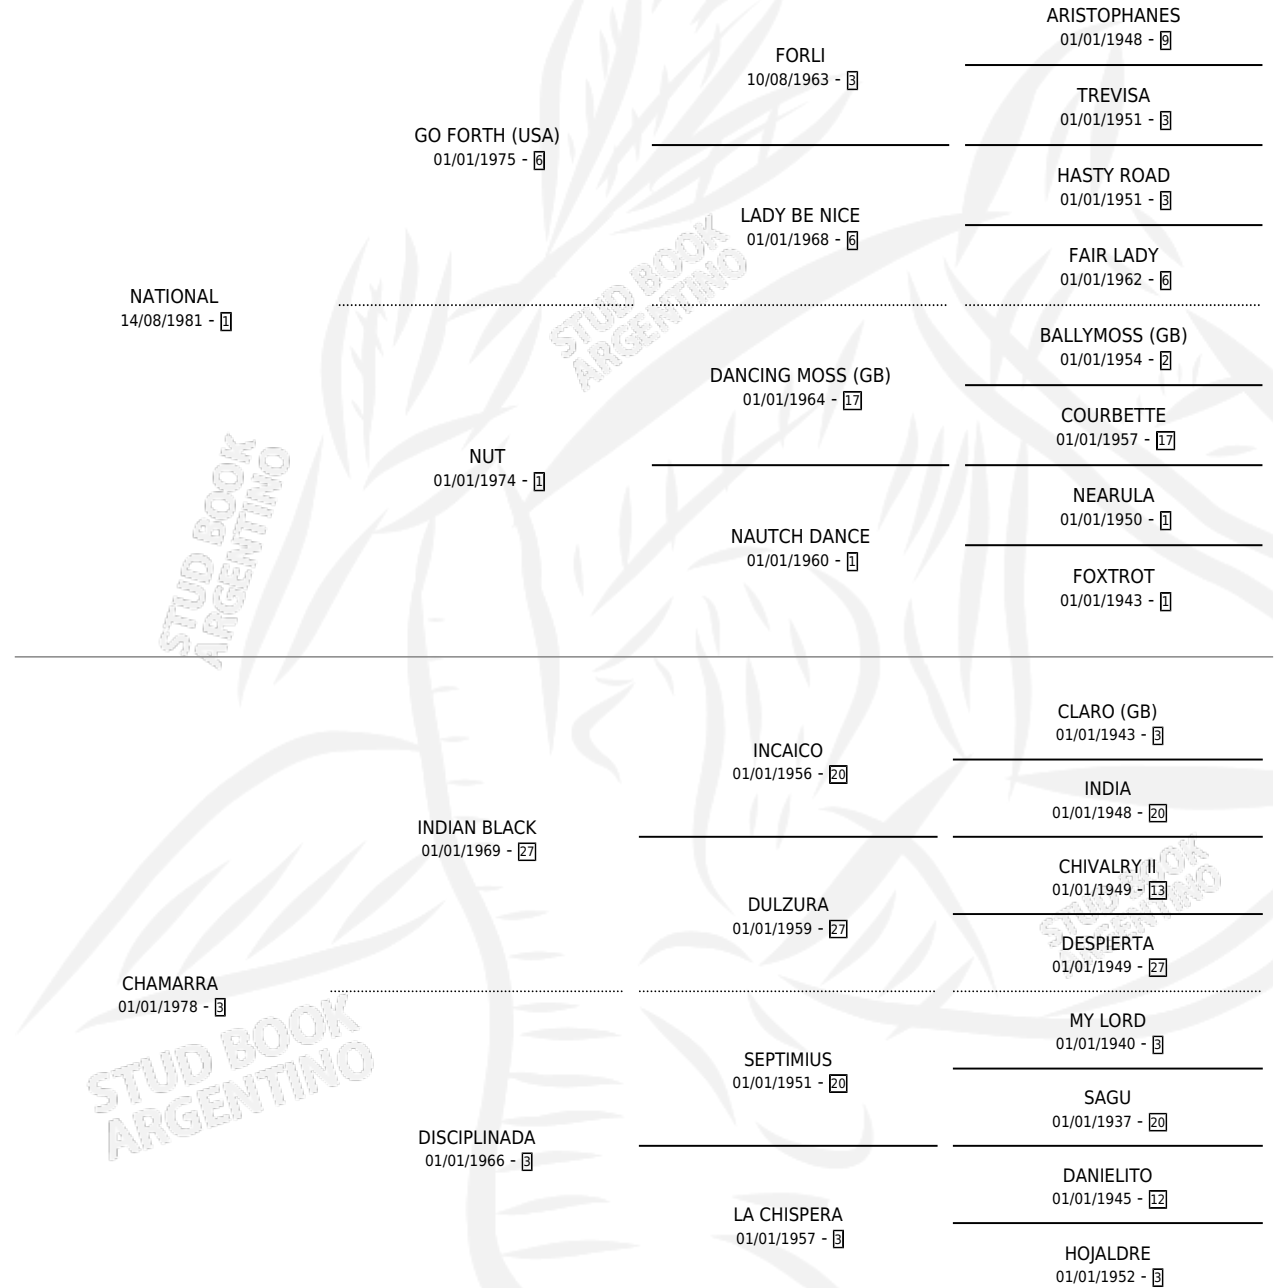 ARISTOPHANES
01/01/1948 - 9
FORLI
10/08/1963 - 3
TREVISA
01/01/1951 - 3
GO FORTH (USA)
01/01/1975 - 6
HASTY ROAD
01/01/1951 - 3
LADY BE NICE
01/01/1968 - 6
FAIR LADY
01/01/1962 - 6
NATIONAL
14/08/1981 - 1
BALLYMOSS (GB)
01/01/1954 - 2
DANCING MOSS (GB)
01/01/1964 - 17
COURBETTE
01/01/1957 - 17
NUT
01/01/1974 - 1
NEARULA
01/01/1950 - 1
NAUTCH DANCE
01/01/1960 - 1
FOXTROT
01/01/1943 - 1
CLARO (GB)
01/01/1943 - 3
INCAICO
01/01/1956 - 20
INDIA
01/01/1948 - 20
INDIAN BLACK
01/01/1969 - 27
CHIVALRY II
01/01/1949 - 13
DULZURA
01/01/1959 - 27
DESPIERTA
01/01/1949 - 27
CHAMARRA
01/01/1978 - 3
MY LORD
01/01/1940 - 3
SEPTIMIUS
01/01/1951 - 20
SAGU
01/01/1937 - 20
DISCIPLINADA
01/01/1966 - 3
DANIELITO
01/01/1945 - 12
LA CHISPERA
01/01/1957 - 3
HOJALDRE
01/01/1952 - 3
STUD BOOK
ARGENTINO
STUD BOOK
ARGENTINO
STUD BOOK
ARGENTINO
STUD BOOK
ARGENTINO